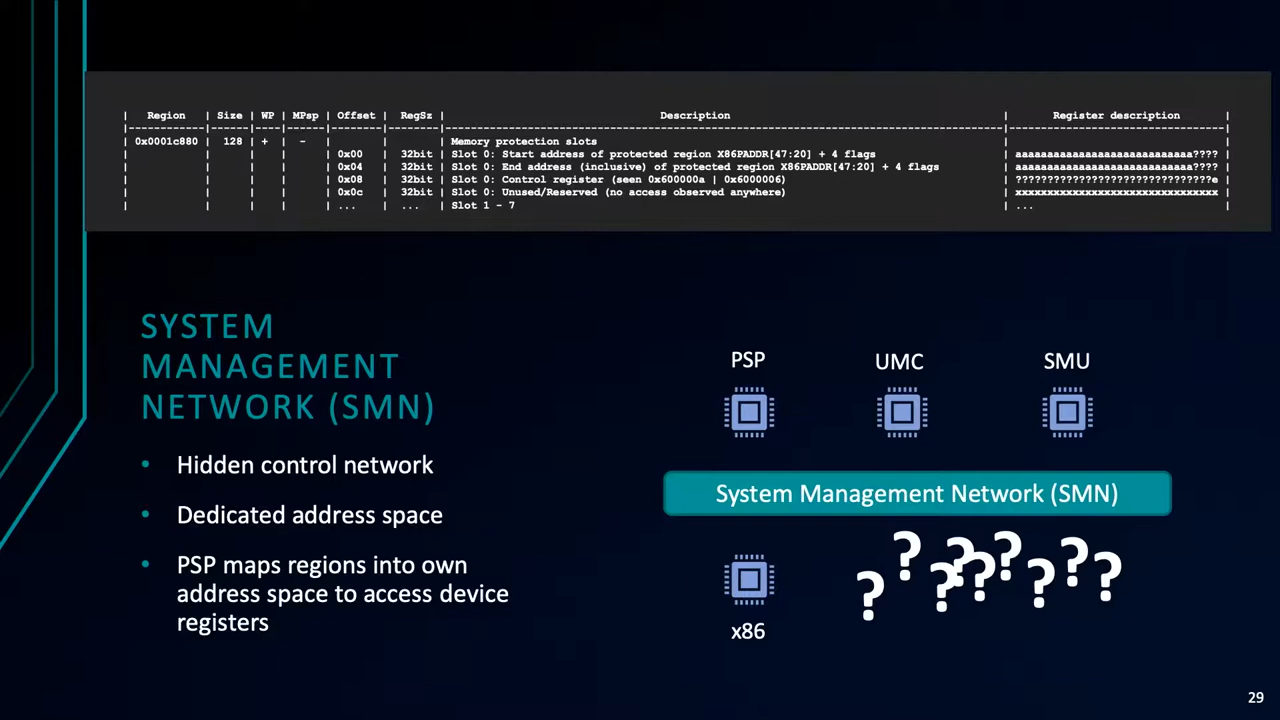 | Region | Size | WP | MPsp | Offset | RegSz | Description | Register description |
|------------|------|----|------|--------|-------|------------------------------------------------------------------------------------------|----------------------------------|
| 0x0001c880 | 128 | + | - | | | Memory protection slots | |
| | | | | 0x00 | 32bit | Slot 0: Start address of protected region X86PADDR[47:20] + 4 flags | aaaaaaaaaaaaaaaaaaaaaaaaaaaa???? |
| | | | | 0x04 | 32bit | Slot 0: End address (inclusive) of protected region X86PADDR[47:20] + 4 flags | aaaaaaaaaaaaaaaaaaaaaaaaaaaa???? |
| | | | | 0x08 | 32bit | Slot 0: Control register (seen 0x600000a | 0x6000006) | ???????????????????????????????e |
| | | | | 0x0c | 32bit | Slot 0: Unused/Reserved (no access observed anywhere) | xxxxxxxxxxxxxxxxxxxxxxxxxxxxxxxx |
| | | | | ... | ... | Slot 1 - 7 | ... |
SYSTEM
MANAGEMENT
NETWORK (SMN)
• Hidden control network
• Dedicated address space
• PSP maps regions into own
address space to access device
registers
PSP UMC SMU
System Management Network (SMN)
? ? ? ? ? ? ? ? ?
x86
29